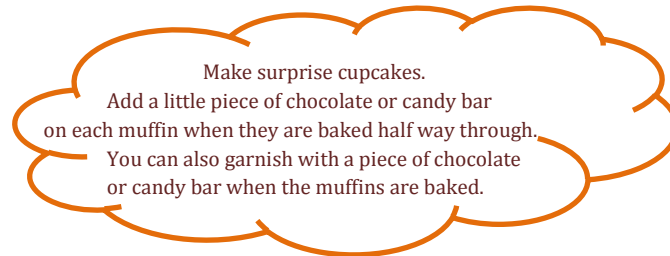 Make surprise cupcakes.
Add a little piece of chocolate or candy bar
on each muffin when they are baked half way through.
You can also garnish with a piece of chocolate
or candy bar when the muffins are baked.